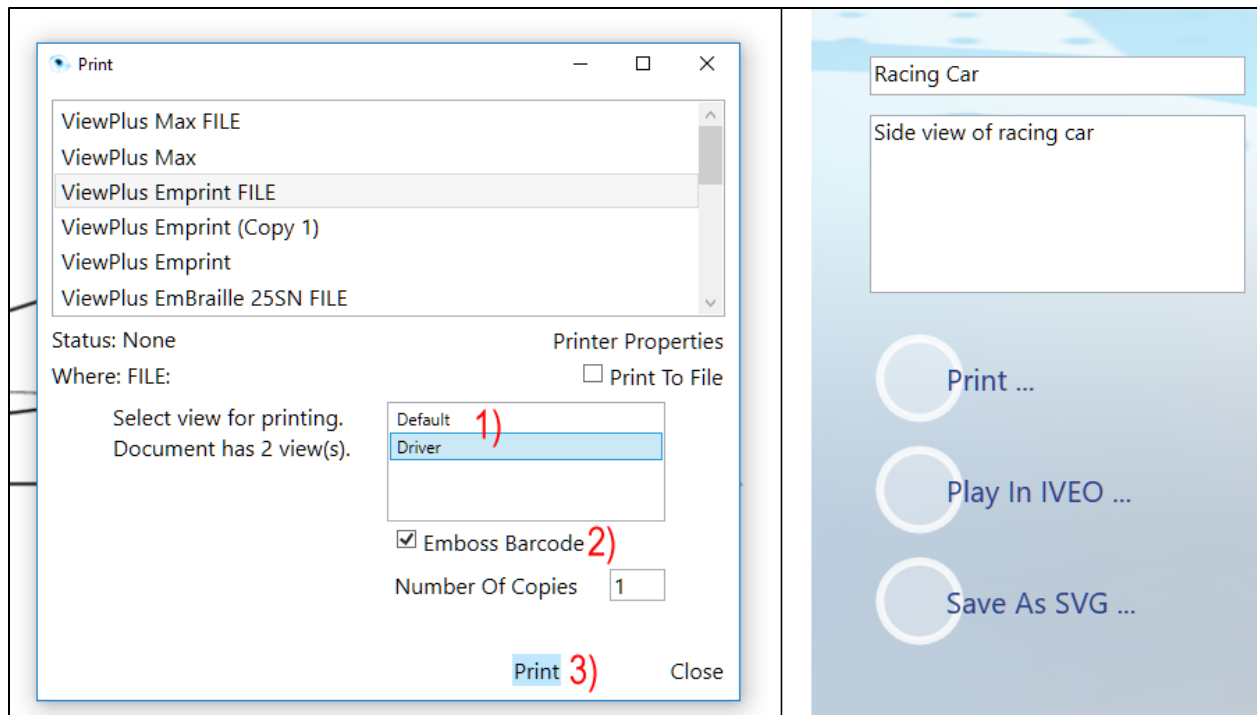 Print
ViewPlus Max FILE
ViewPlus Max
ViewPlus Emprint FILE
ViewPlus Emprint (Copy 1)
ViewPlus Emprint
ViewPlus EmBraille 25SN FILE
Status: None
Printer Properties
Where: FILE:
Print To File
Select view for printing.
Document has 2 view(s).
Default 1)
Driver
Emboss Barcode 2)
Number Of Copies 1
Print 3)
Close
Racing Car
Side view of racing car
Print ...
Play In IVEO ...
Save As SVG ...